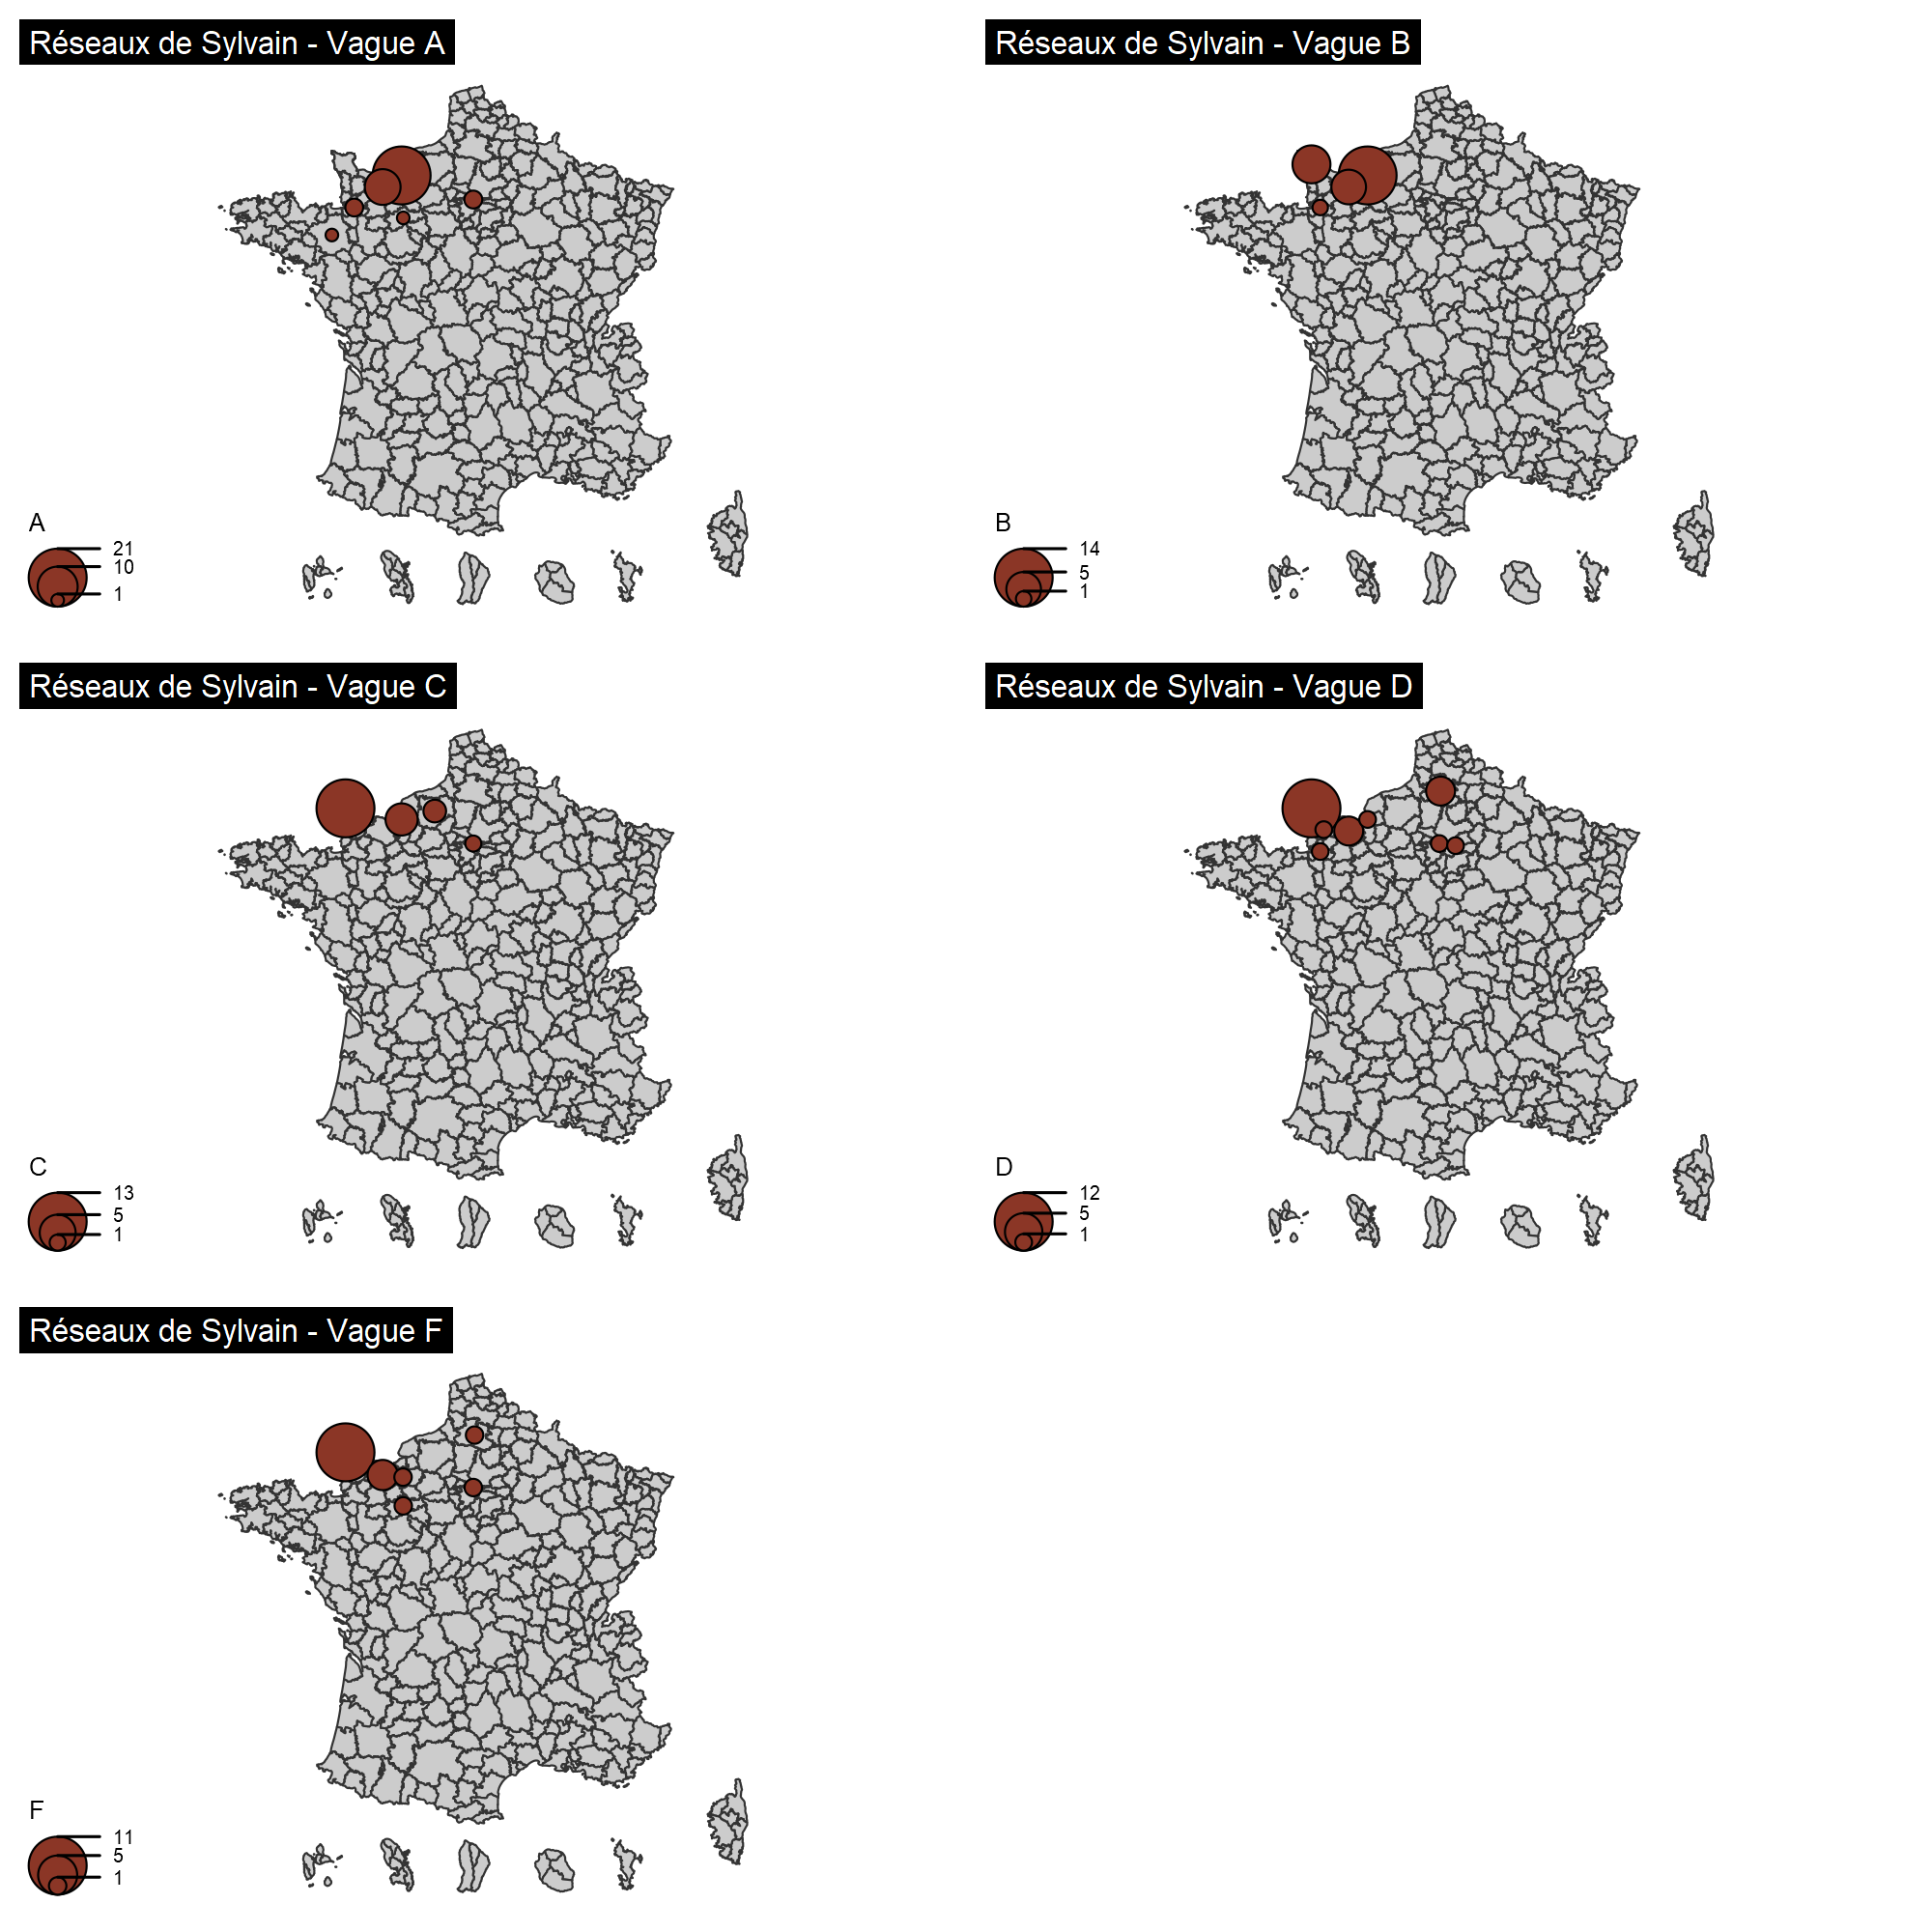 Réseaux de Sylvain - Vague A
A
21
10
1
Réseaux de Sylvain - Vague B
B
14
5
1
Réseaux de Sylvain - Vague C
C
13
5
1
Réseaux de Sylvain - Vague D
D
12
5
1
Réseaux de Sylvain - Vague F
F
11
5
1